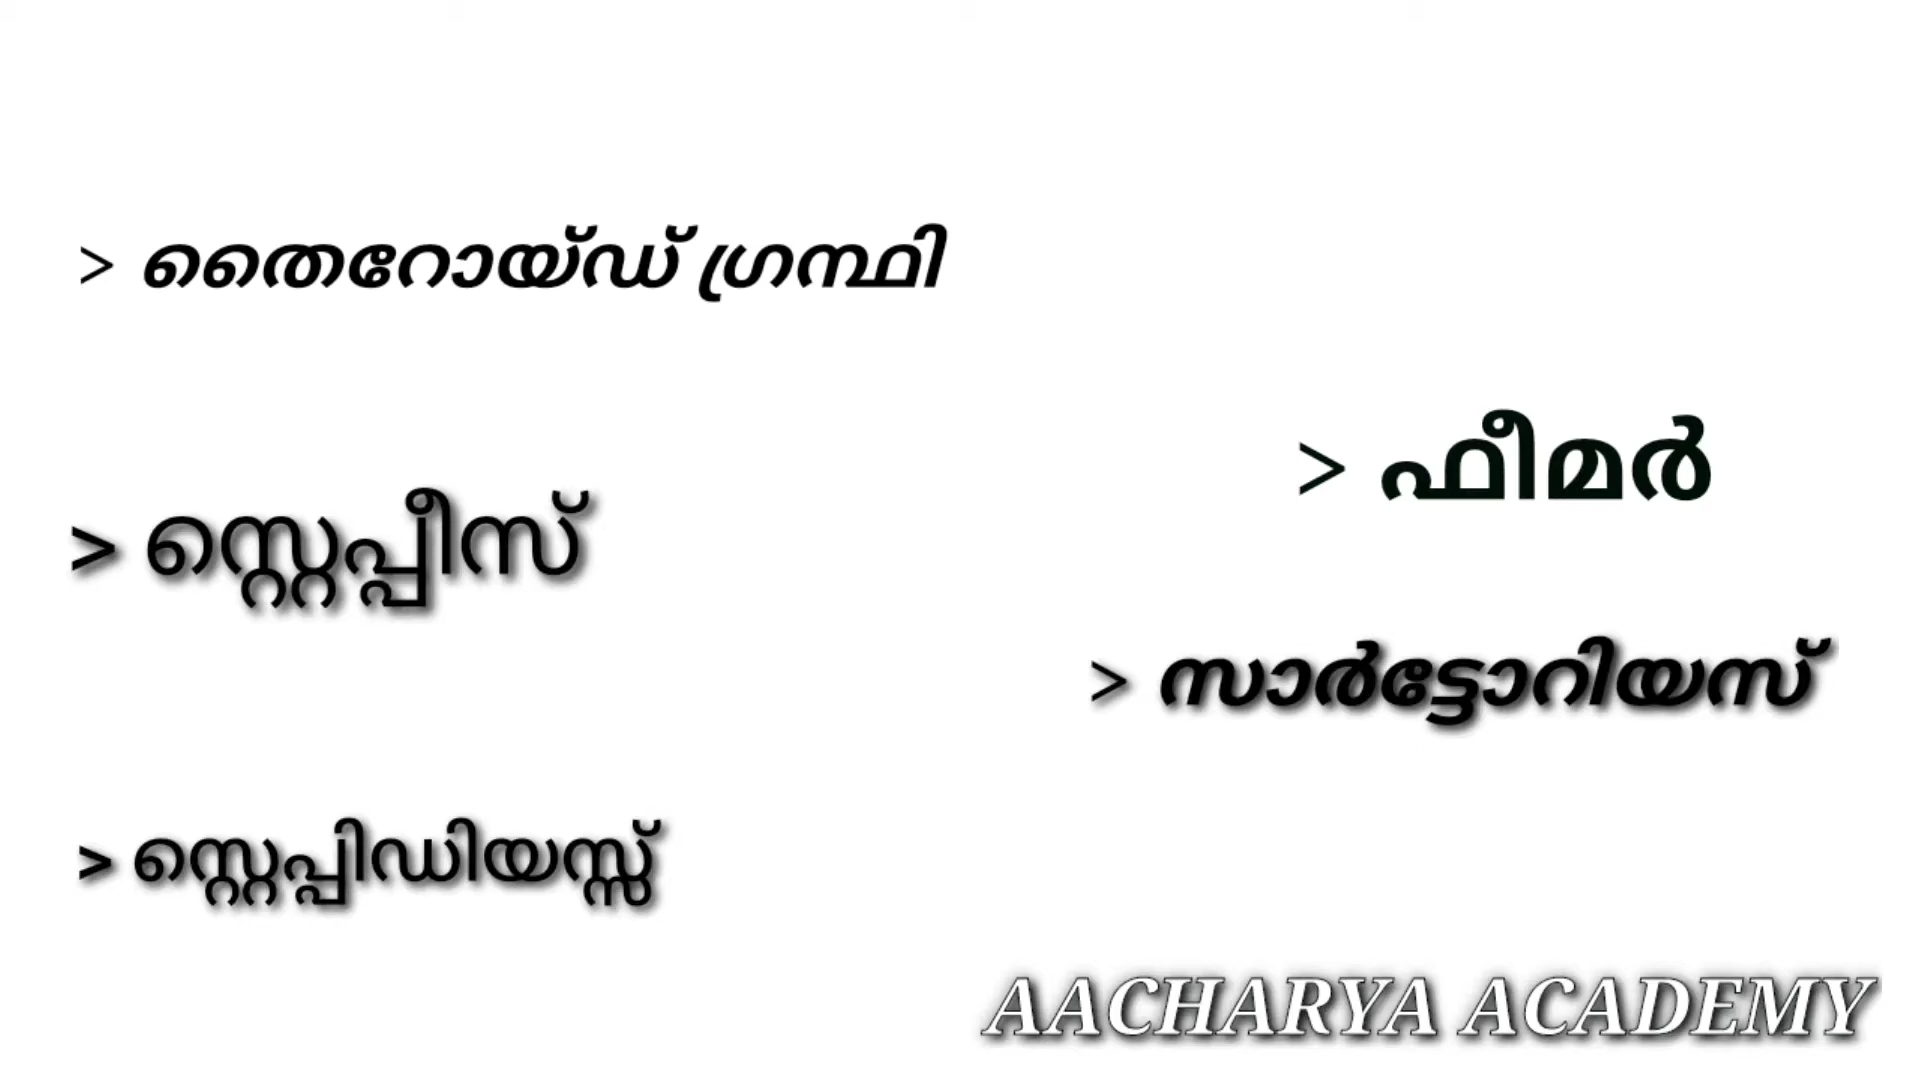 > തൈറോയ്ഡ് ഗ്രന്ഥി
> ഫീമർ
> സ്റ്റെപ്പീസ്
> സാർട്ടോറിയസ്
> സ്റ്റെപ്പിഡിയസ്സ്
AACHARYA ACADEMY